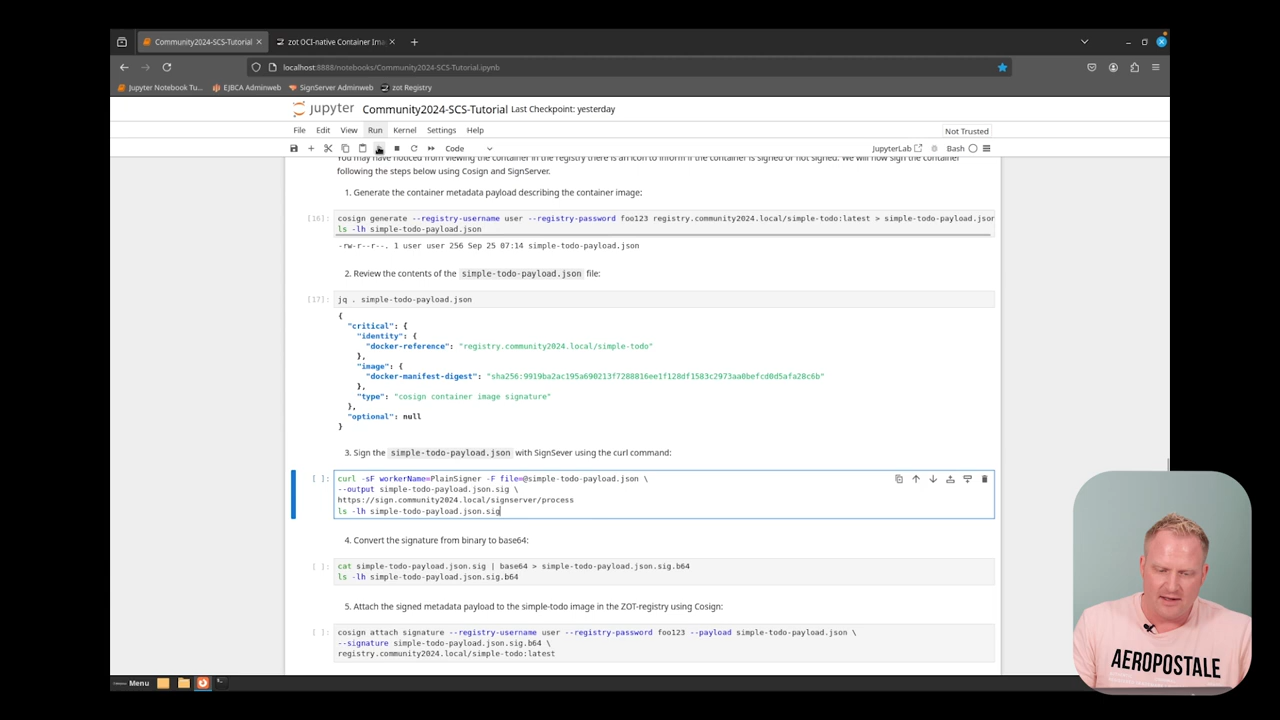 Community2024-SCS-Tutorial
zot OCI-native Container Ima
localhost:8888/notebooks/Community2024-SCS-Tutorial.ipynb
Jupyter Notebook Tu...
EJBCA Adminweb
SignServer Adminweb
zot Registry
jupyter
Community2024-SCS-Tutorial Last Checkpoint: yesterday
File Edit View Run Kernel Settings Help
Not Trusted
Code
JupyterLab
Bash
You may have noticed from viewing the container in the registry there is an icon to inform if the container is signed or not signed. We will now sign the container
following the steps below using Cosign and SignServer.
1. Generate the container metadata payload describing the container image:
[16]:
cosign generate --registry-username user --registry-password foo123 registry.community2024.local/simple-todo:latest > simple-todo-payload.json
ls -lh simple-todo-payload.json
-rw-r--r--. 1 user user 256 Sep 25 07:14 simple-todo-payload.json
2. Review the contents of the simple-todo-payload.json file:
[17]:
jq . simple-todo-payload.json
{
"critical": {
"identity": {
"docker-reference": "registry.community2024.local/simple-todo"
},
"image": {
"docker-manifest-digest": "sha256:9919ba2ac195a690213f7288816ee1f128df1583c2973aa0befcd0d5afa28c6b"
},
"type": "cosign container image signature"
},
"optional": null
}
3. Sign the simple-todo-payload.json with SignSever using the curl command:
[ ]:
curl -sF workerName=PlainSigner -F file=@simple-todo-payload.json \
--output simple-todo-payload.json.sig \
https://sign.community2024.local/signserver/process
ls -lh simple-todo-payload.json.sig
4. Convert the signature from binary to base64:
[ ]:
cat simple-todo-payload.json.sig | base64 > simple-todo-payload.json.sig.b64
ls -lh simple-todo-payload.json.sig.b64
5. Attach the signed metadata payload to the simple-todo image in the ZOT-registry using Cosign:
[ ]:
cosign attach signature --registry-username user --registry-password foo123 --payload simple-todo-payload.json \
--signature simple-todo-payload.json.sig.b64 \
registry.community2024.local/simple-todo:latest
Menu
AEROPOSTALE